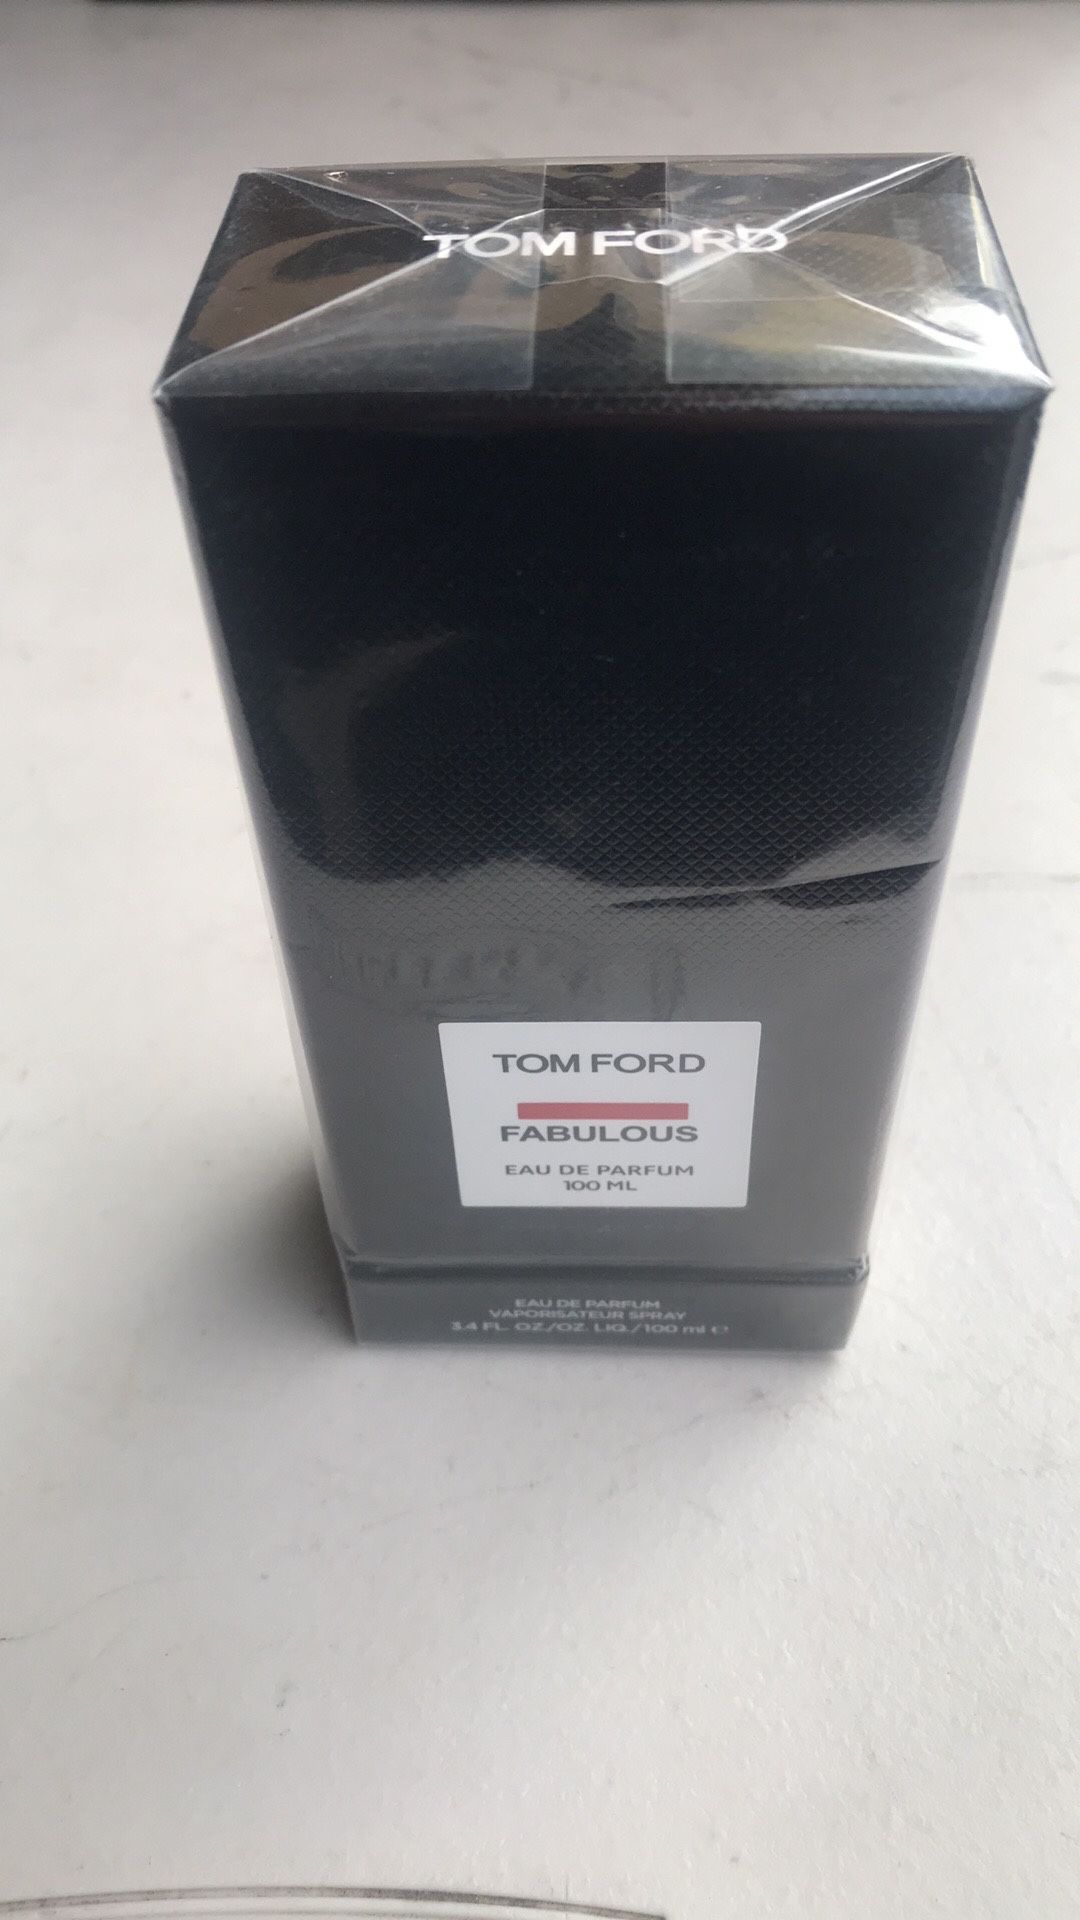 TOM FORD
TOM FORD
FABULOUS
EAU DE PARFUM
100 ML
EAU DE PARFUM
VAPORISATEUR SPRAY
3.4 FL. OZ./OZ. LIQ./100 ml ℮